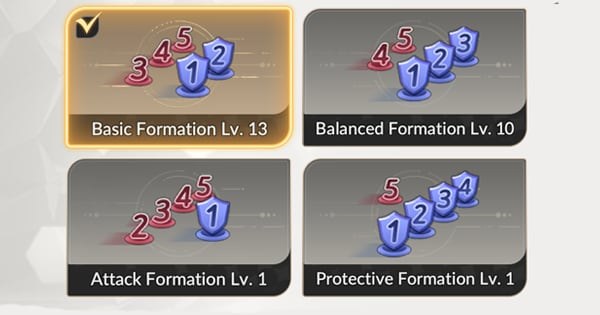 3 4 5 1 2
Basic Formation Lv. 13
4 5 1 2 3
Balanced Formation Lv. 10
2 3 4 5 1
Attack Formation Lv. 1
5 1 2 3 4
Protective Formation Lv. 1